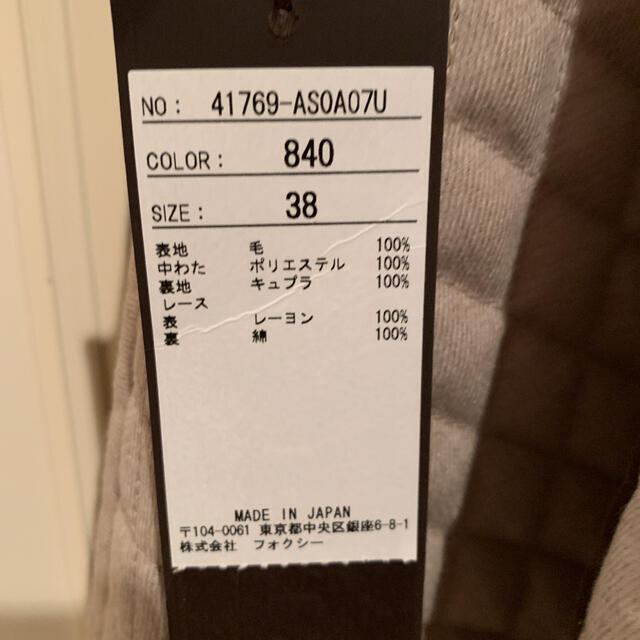 NO: 41769-ASOA07U
COLOR: 840
SIZE: 38
表地 毛 100%
中わた ポリエステル 100%
裏地 キュプラ 100%
レース
表 レーヨン 100%
裏 綿 100%
MADE IN JAPAN
〒104-0061 東京都中央区銀座6-8-1
株式会社 フォクシー